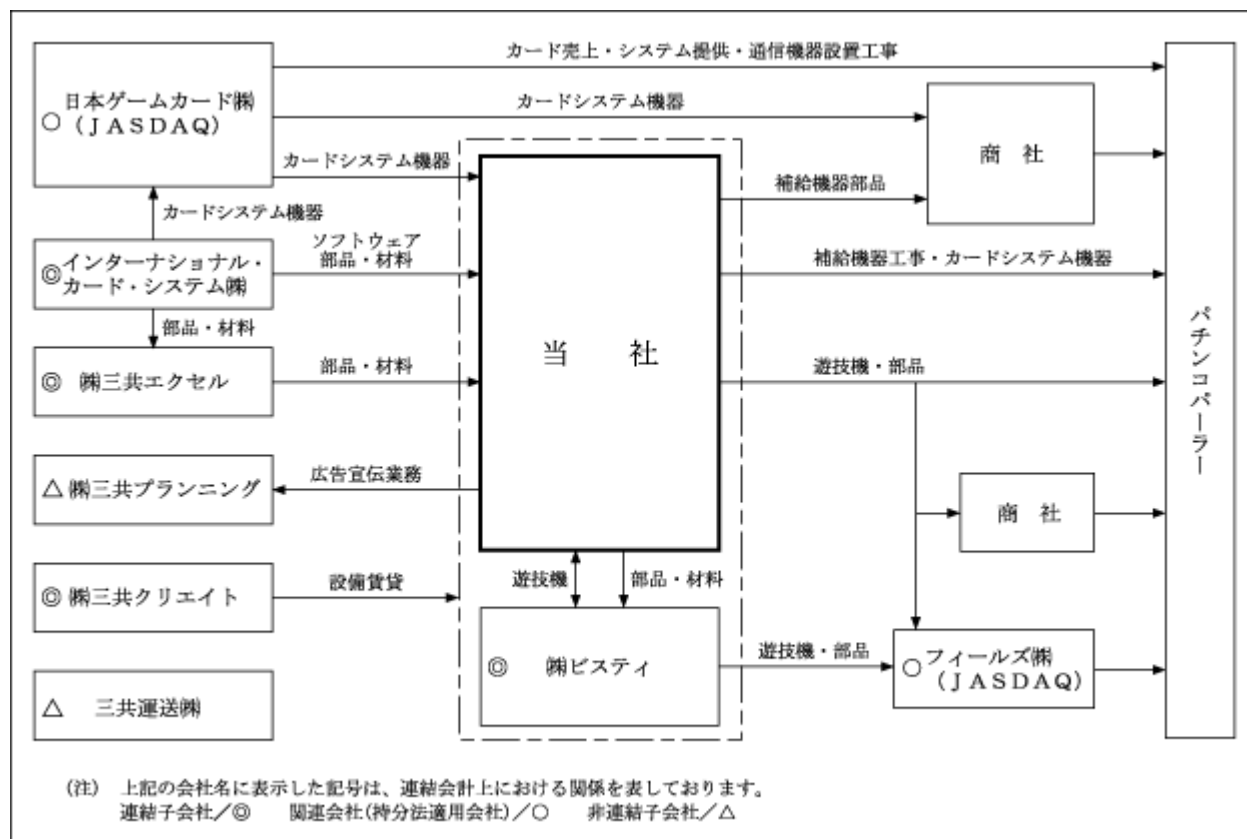 カード売上・システム提供・通信機器設置工事
○ 日本ゲームカード㈱
(JASDAQ)
カードシステム機器
商 社
カードシステム機器
補給機器部品
カードシステム機器
◎ インターナショナル・
カード・システム㈱
ソフトウェア
部品・材料
補給機器工事・カードシステム機器
部品・材料
◎ ㈱三共エクセル
部品・材料
当 社
遊技機・部品
パチンコパーラー
△ ㈱三共プランニング
広告宣伝業務
商 社
◎ ㈱三共クリエイト
設備賃貸
遊技機
部品・材料
◎ ㈱ビスティ
遊技機・部品
○ フィールズ㈱
(JASDAQ)
△ 三共運送㈱
(注) 上記の会社名に表示した記号は、連結会計上における関係を表しております。
連結子会社/◎ 関連会社(持分法適用会社)/○ 非連結子会社/△